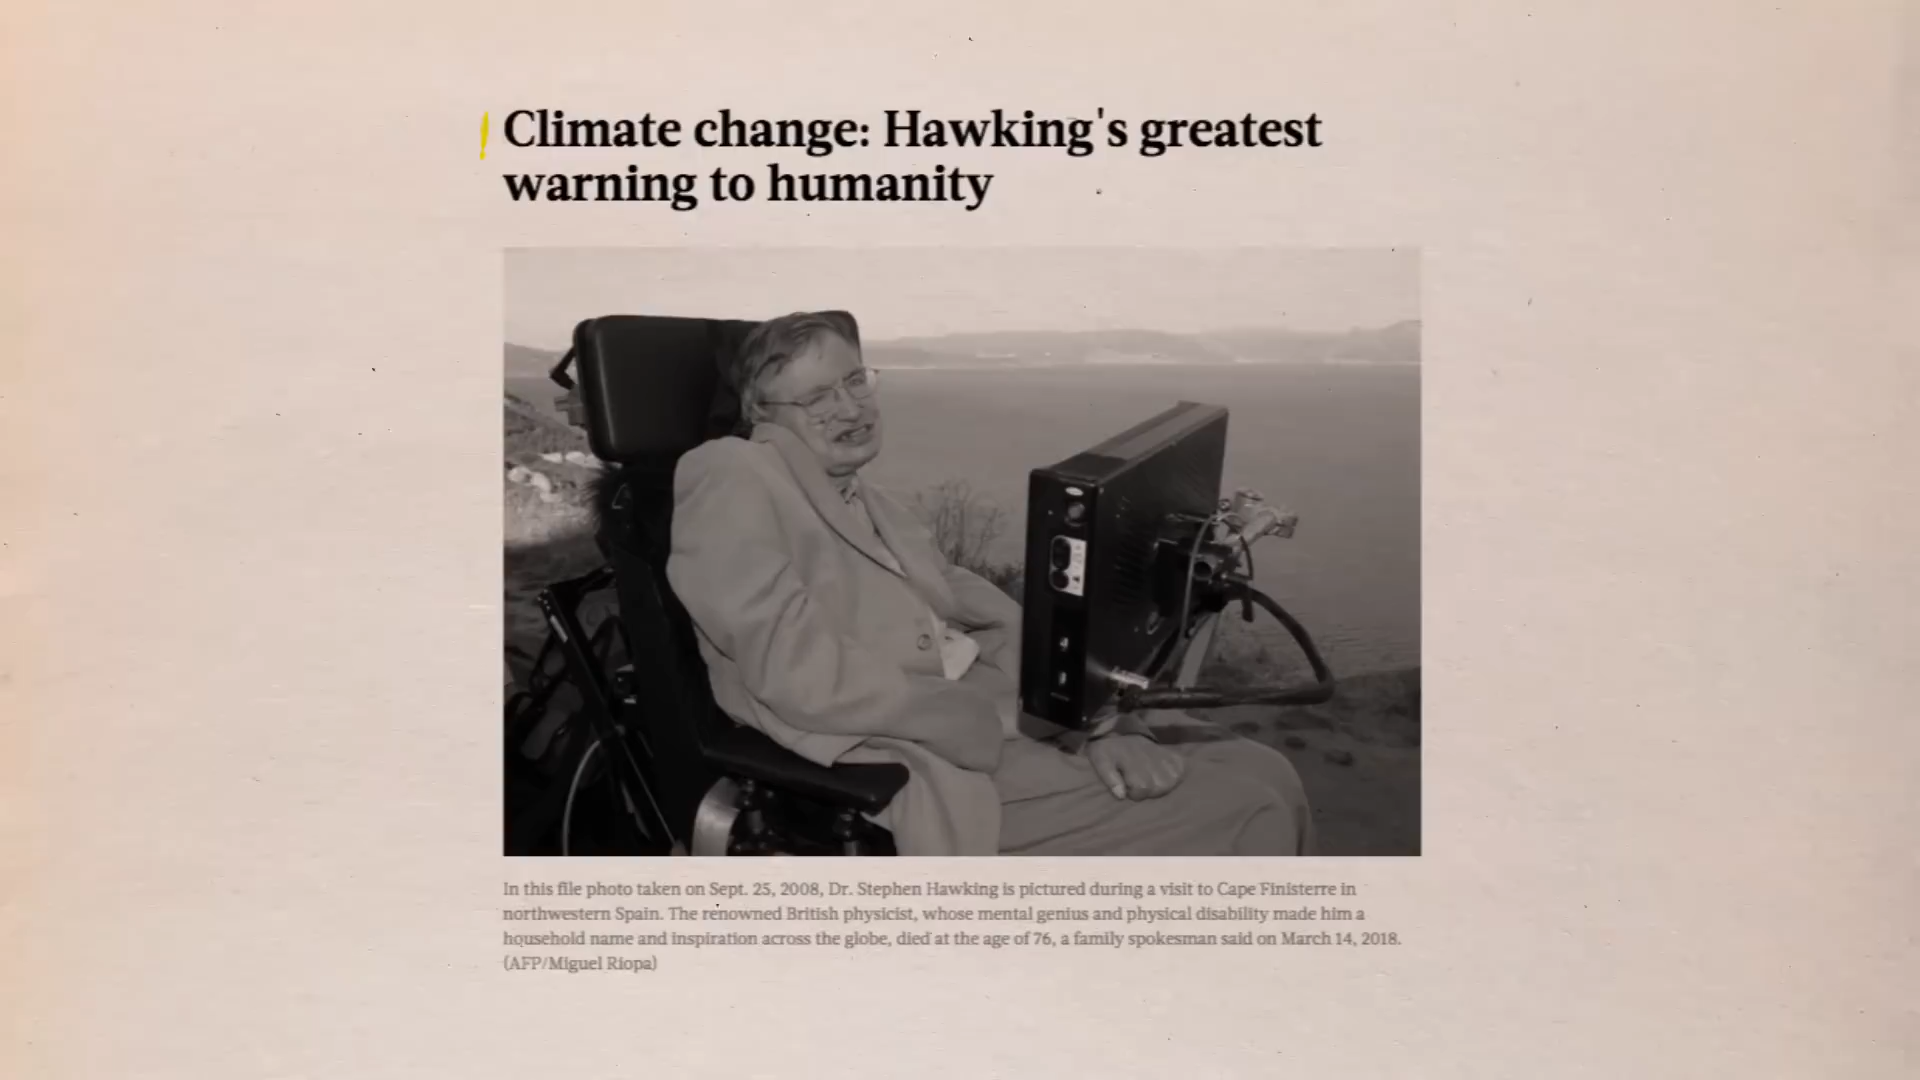 Climate change: Hawking's greatest
warning to humanity
In this file photo taken on Sept. 25, 2008, Dr. Stephen Hawking is pictured during a visit to Cape Finisterre in
northwestern Spain. The renowned British physicist, whose mental genius and physical disability made him a
household name and inspiration across the globe, died at the age of 76, a family spokesman said on March 14, 2018.
(AFP/Miguel Riopa)